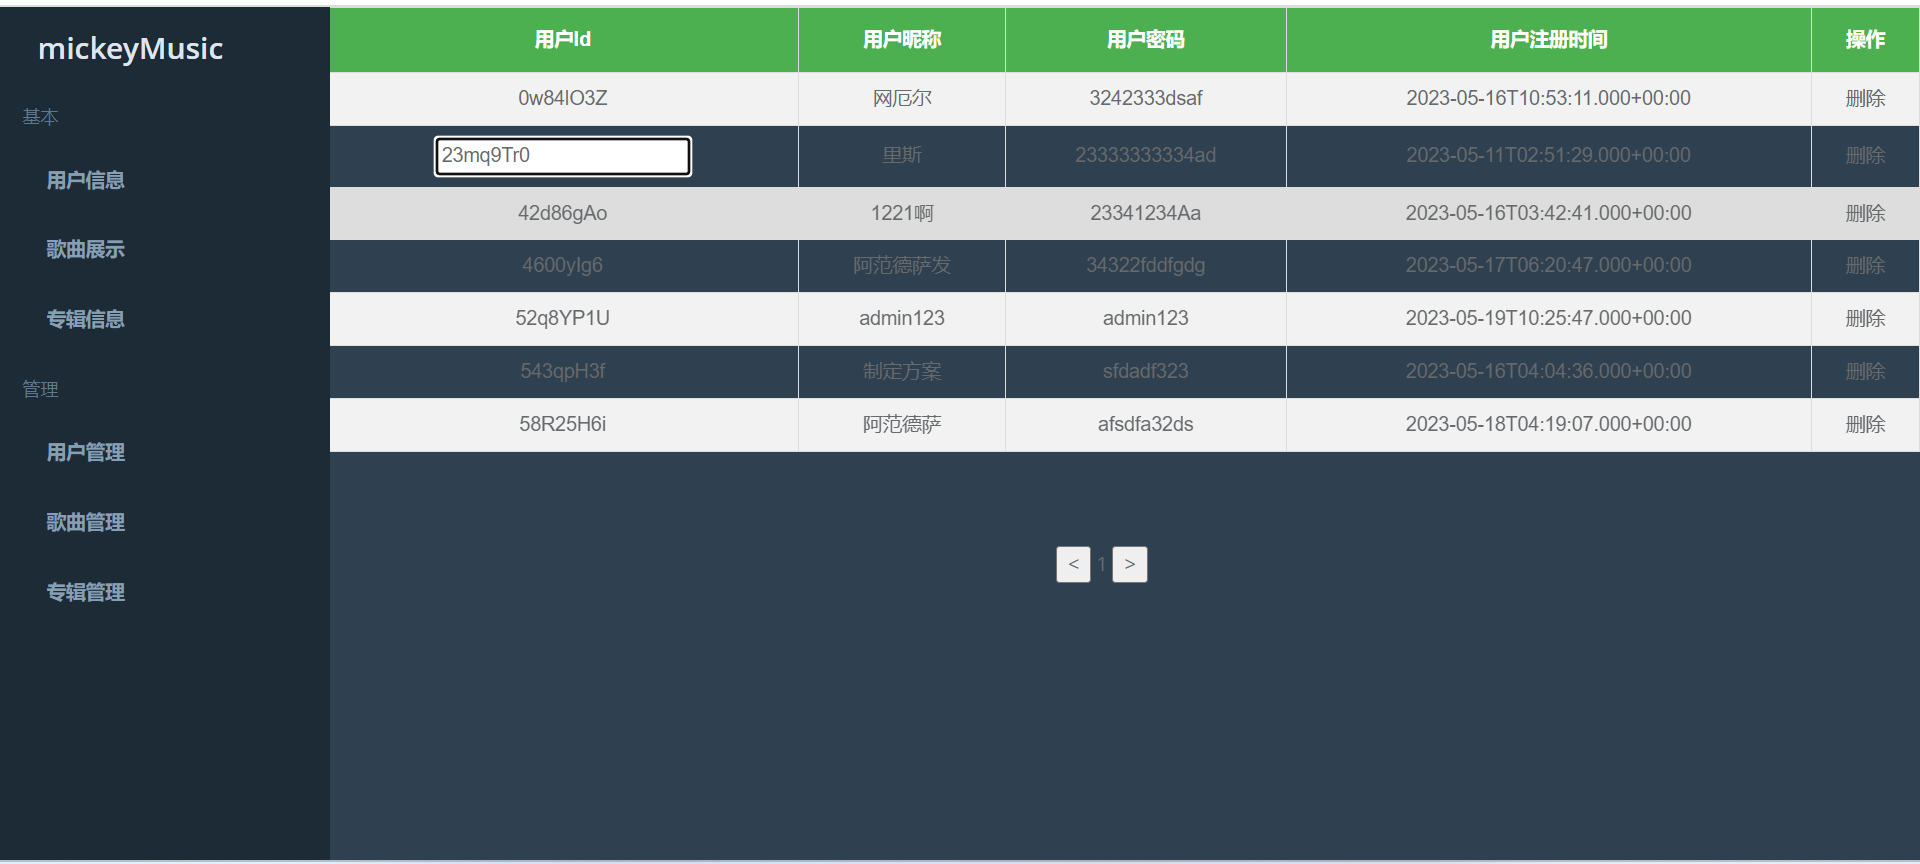 mickeyMusic
基本
用户信息
歌曲展示
专辑信息
管理
用户管理
歌曲管理
专辑管理
用户Id 用户昵称 用户密码 用户注册时间 操作
0w84IO3Z 网厄尔 3242333dsaf 2023-05-16T10:53:11.000+00:00 删除
23mq9Tr0 里斯 23333333334ad 2023-05-11T02:51:29.000+00:00 删除
42d86gAo 1221啊 23341234Aa 2023-05-16T03:42:41.000+00:00 删除
4600yIg6 阿范德萨发 34322fddfgdg 2023-05-17T06:20:47.000+00:00 删除
52q8YP1U admin123 admin123 2023-05-19T10:25:47.000+00:00 删除
543qpH3f 制定方案 sfdadf323 2023-05-16T04:04:36.000+00:00 删除
58R25H6i 阿范德萨 afsdfa32ds 2023-05-18T04:19:07.000+00:00 删除
< 1 >